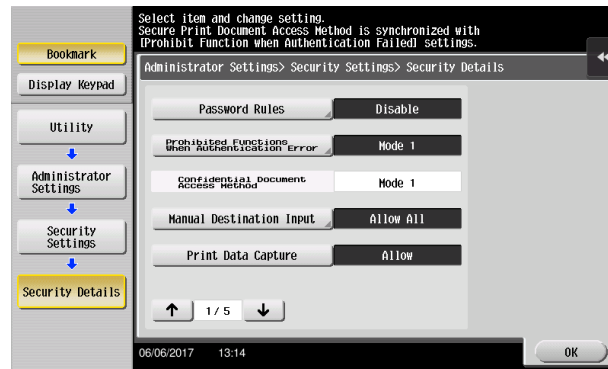 Select item and change setting.
Secure Print Document Access Method is synchronized with
[Prohibit Function when Authentication Failed] settings.
Bookmark
Display Keypad
Utility
Administrator
Settings
Security
Settings
Security Details
Administrator Settings> Security Settings> Security Details
Password Rules
Disable
Prohibited Functions
When Authentication Error
Mode 1
Confidential Document
Access Method
Mode 1
Manual Destination Input
Allow All
Print Data Capture
Allow
1/ 5
06/06/2017 13:14
OK